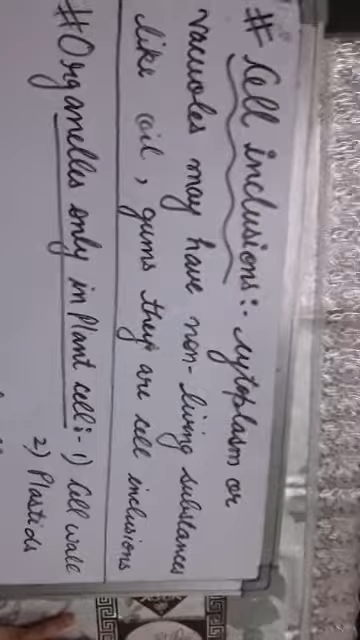 # Cell inclusions:- cytoplasm or
vacuoles may have non-living substances
like oil, gums they are cell inclusions
#Organelles only in Plant cell:- 1) Cell wall
2) Plastids